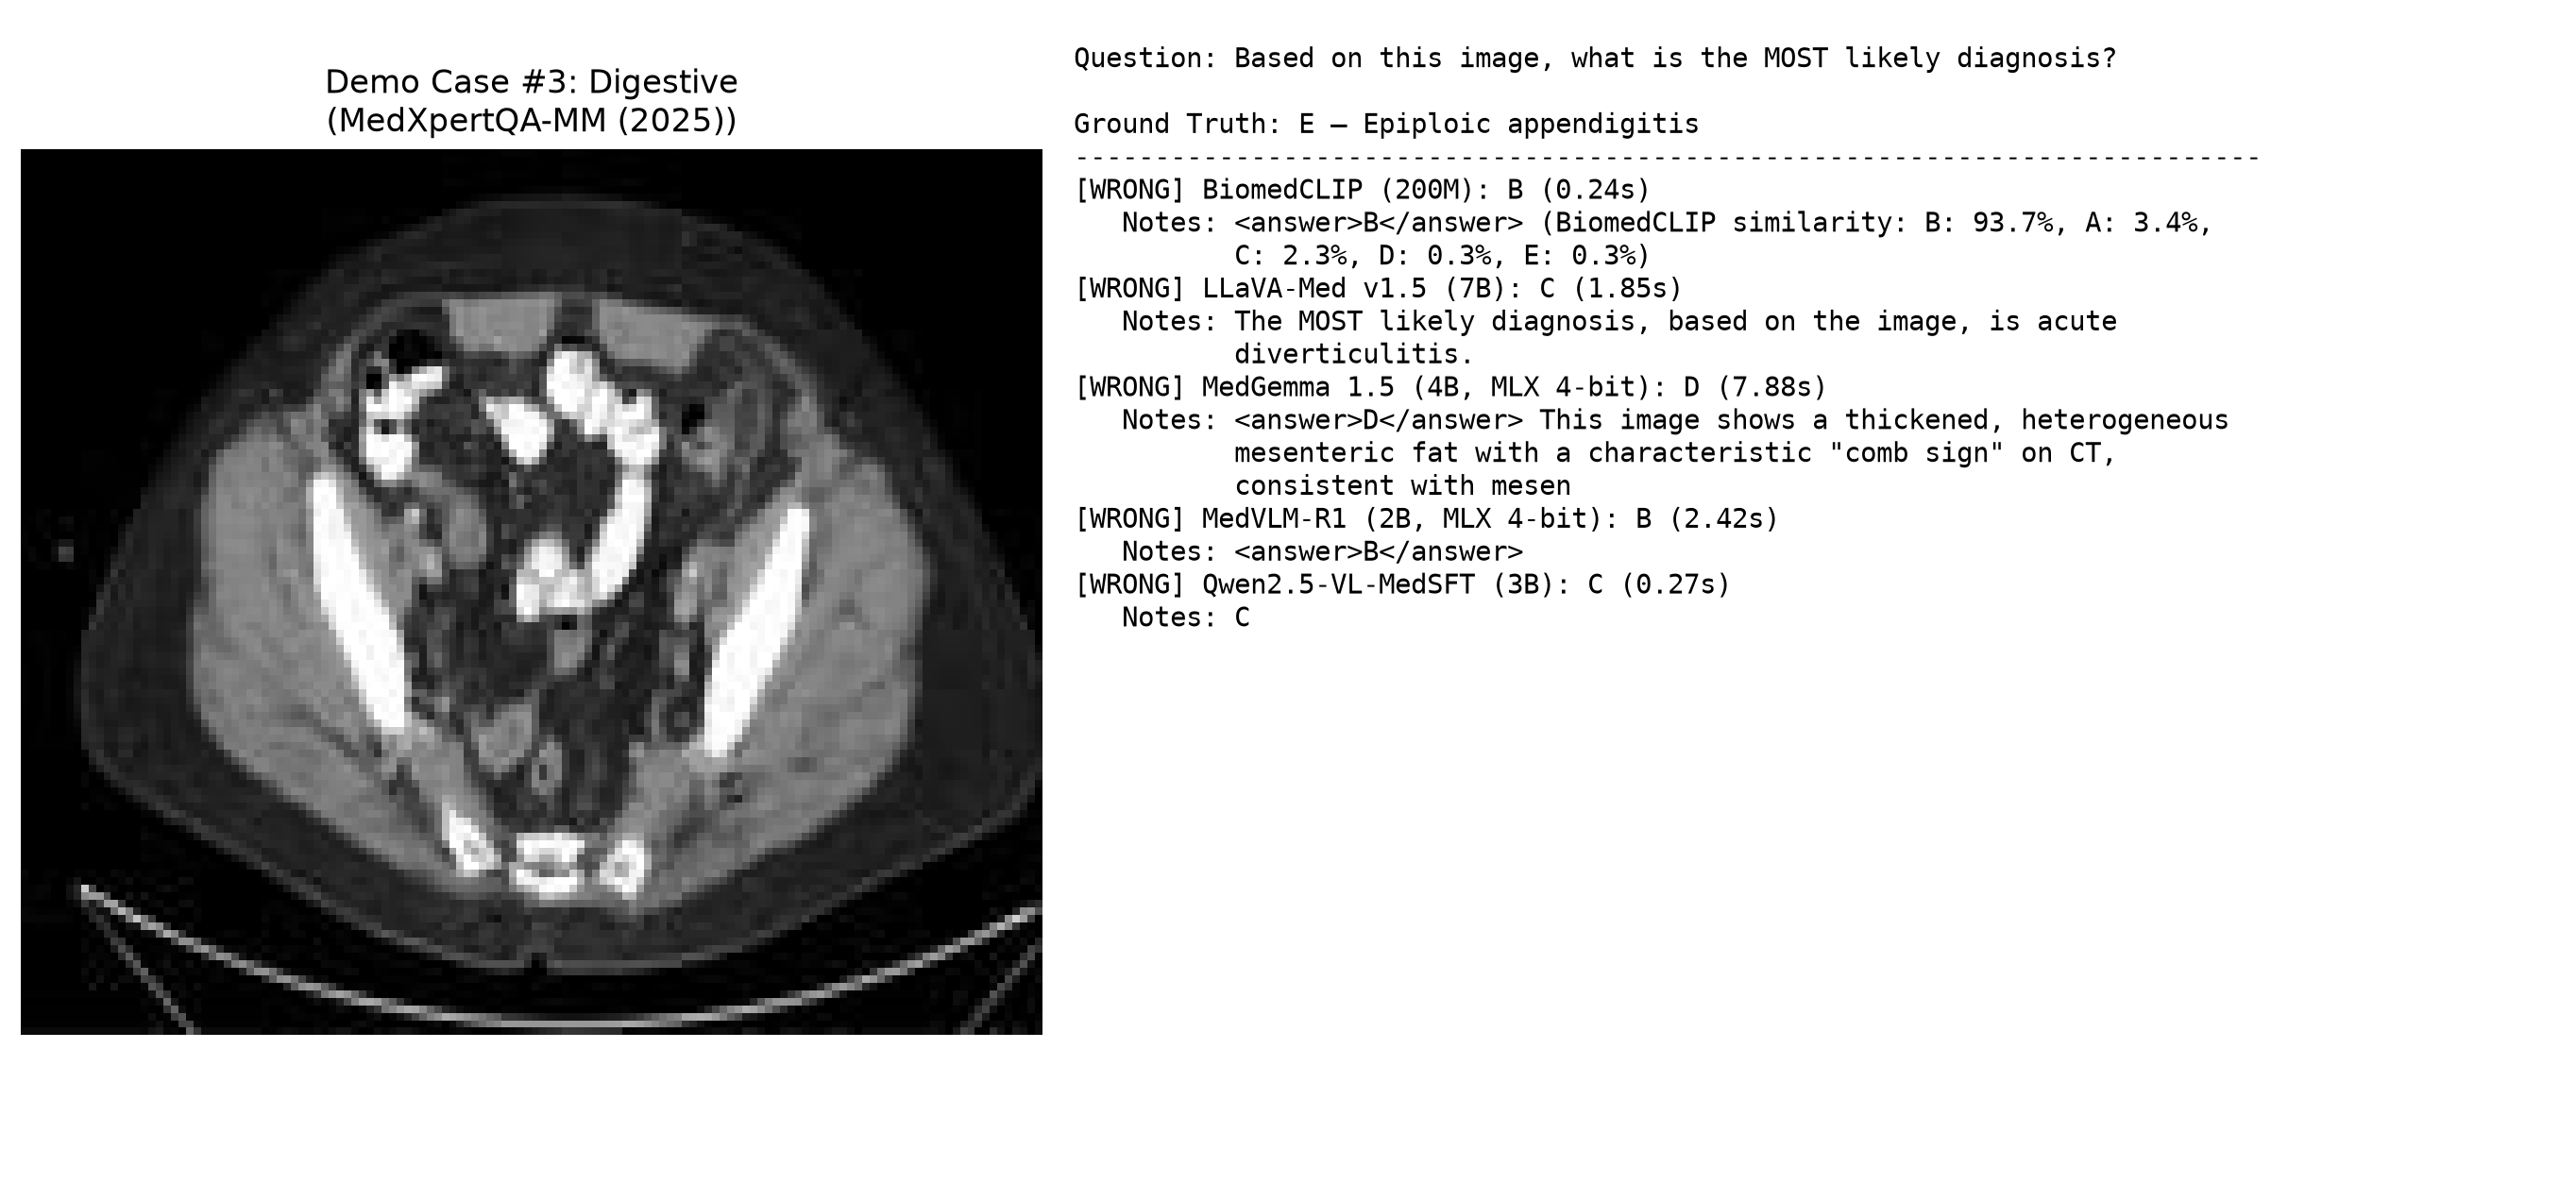 Demo Case #3: Digestive
(MedXpertQA-MM (2025))
Question: Based on this image, what is the MOST likely diagnosis?
Ground Truth: E — Epiploic appendigitis
--------------------------------------------------------------------------
[WRONG] BiomedCLIP (200M): B (0.24s)
Notes: <answer>B</answer> (BiomedCLIP similarity: B: 93.7%, A: 3.4%,
C: 2.3%, D: 0.3%, E: 0.3%)
[WRONG] LLaVA-Med v1.5 (7B): C (1.85s)
Notes: The MOST likely diagnosis, based on the image, is acute
diverticulitis.
[WRONG] MedGemma 1.5 (4B, MLX 4-bit): D (7.88s)
Notes: <answer>D</answer> This image shows a thickened, heterogeneous
mesenteric fat with a characteristic "comb sign" on CT,
consistent with mesen
[WRONG] MedVLM-R1 (2B, MLX 4-bit): B (2.42s)
Notes: <answer>B</answer>
[WRONG] Qwen2.5-VL-MedSFT (3B): C (0.27s)
Notes: C